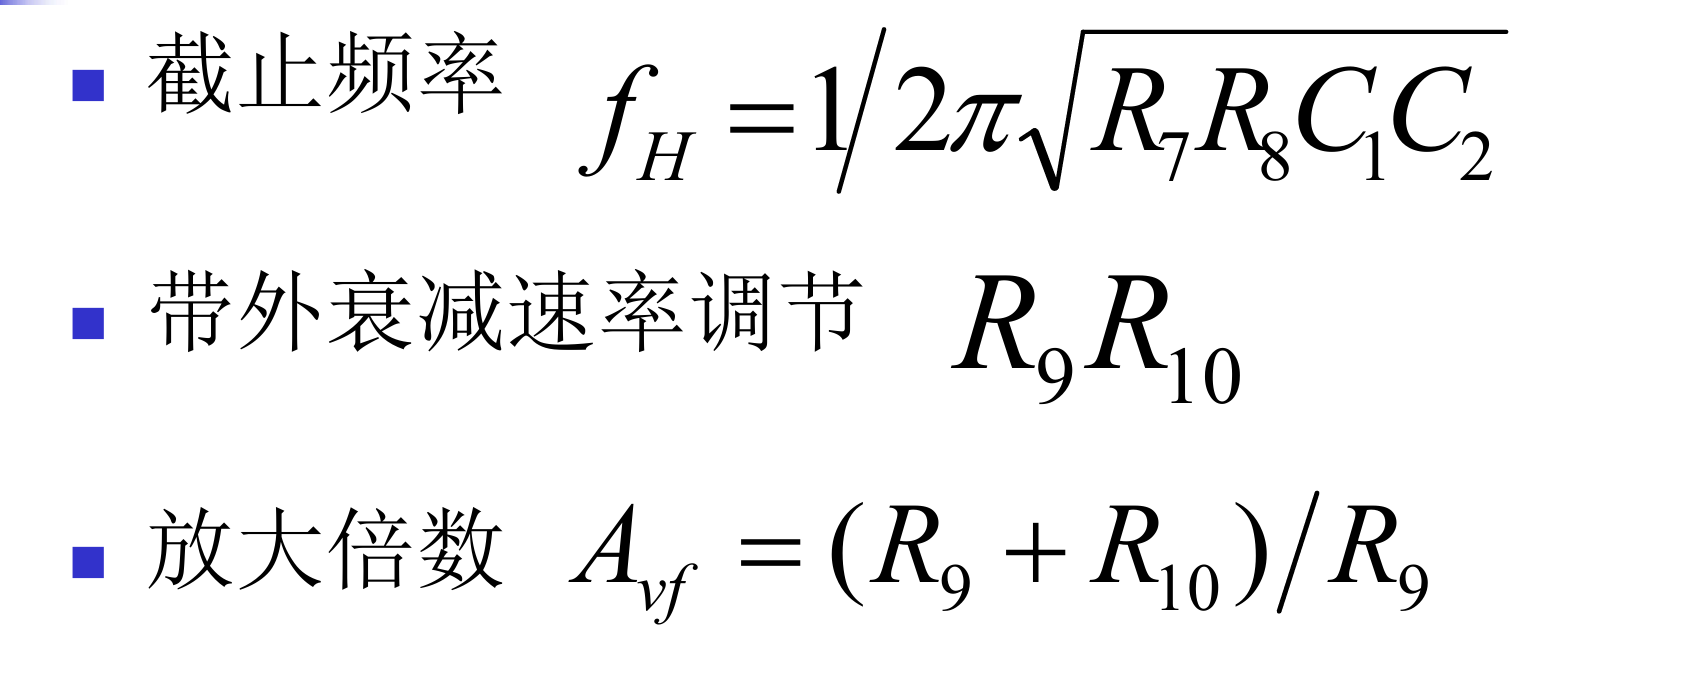 截止频率 f_H = 1/2π√(R_7R_8C_1C_2)
带外衰减速率调节 R_9R_10
放大倍数 A_vf = (R_9 + R_10)/R_9